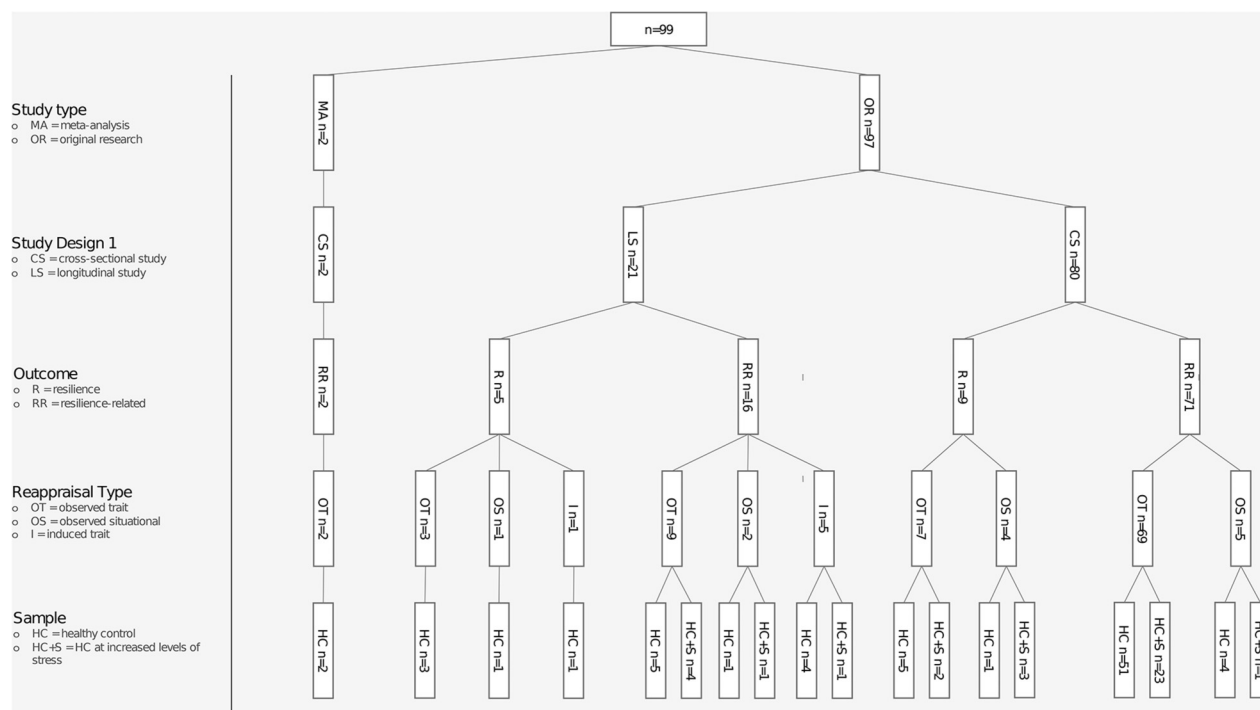 n=99
Study type
o MA =meta-analysis
o OR =original research
MA n=2
OR n=97
Study Design 1
o CS =cross-sectional study
o LS =longitudinal study
CS n=2
LS n=21
CS n=80
Outcome
o R =resilience
o RR =resilience-related
RR n=2
R n=5
RR n=16
R n=9
RR n=71
Reappraisal Type
o OT =observed trait
o OS =observed situational
o I =induced trait
OT n=2
OT n=3
OS n=1
I n=1
OT n=9
OS n=2
I n=5
OT n=7
OS n=4
OT n=69
OS n=5
Sample
o HC =healthy control
o HC+S =HC at increased levels of
stress
HC n=2
HC n=3
HC n=1
HC n=1
HC n=5
HC+S n=4
HC n=1
HC+S n=1
HC n=4
HC+S n=1
HC n=5
HC+S n=2
HC n=1
HC+S n=3
HC n=51
HC+S n=23
HC n=4
HC+S n=1